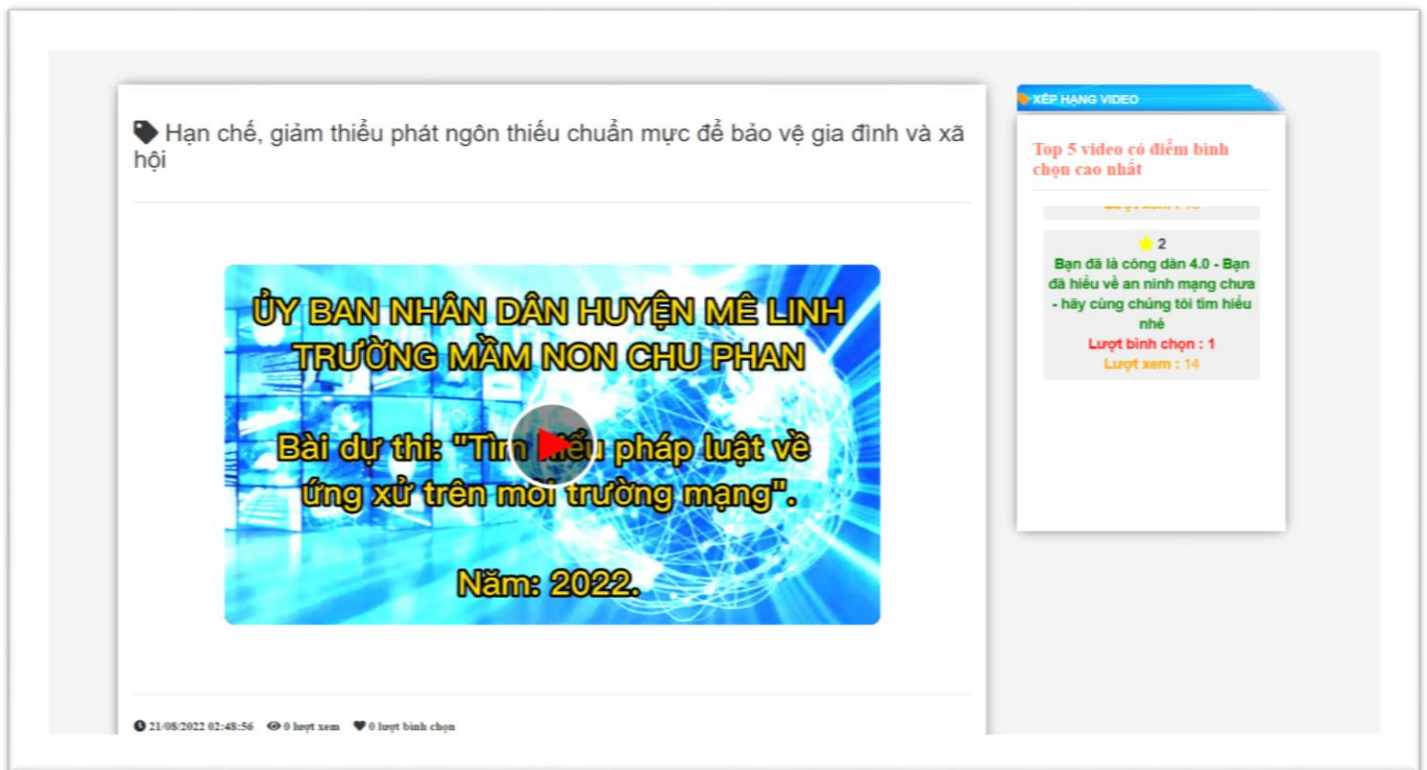 Hạn chế, giảm thiểu phát ngôn thiếu chuẩn mực để bảo vệ gia đình và xã
hội
ỦY BAN NHÂN DÂN HUYỆN MÊ LINH
TRƯỜNG MẦM NON CHU PHAN
Bài dự thi: "Tìm hiểu pháp luật về
ứng xử trên môi trường mạng".
Năm: 2022.
21/08/2022 02:48:56 0 lượt xem 0 lượt bình chọn
XẾP HẠNG VIDEO
Top 5 video có điểm bình
chọn cao nhất
2
Bạn đã là công dân 4.0 - Bạn
đã hiểu về an ninh mạng chưa
- hãy cùng chúng tôi tìm hiểu
nhé
Lượt bình chọn : 1
Lượt xem : 14